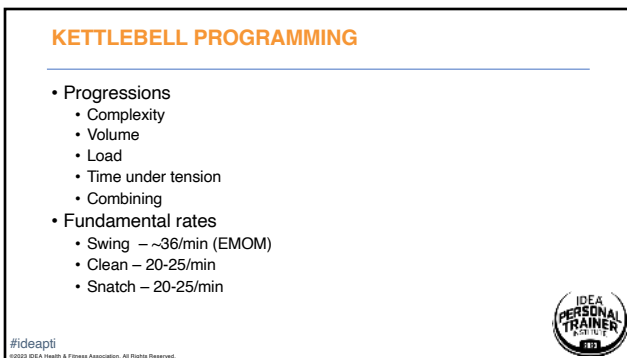 KETTLEBELL PROGRAMMING
• Progressions
• Complexity
• Volume
• Load
• Time under tension
• Combining
• Fundamental rates
• Swing – ~36/min (EMOM)
• Clean – 20-25/min
• Snatch – 20-25/min
IDEA
PERSONAL
TRAINER
INSTITUTE
2023
#ideapti
©2023 IDEA Health & Fitness Association. All Rights Reserved.